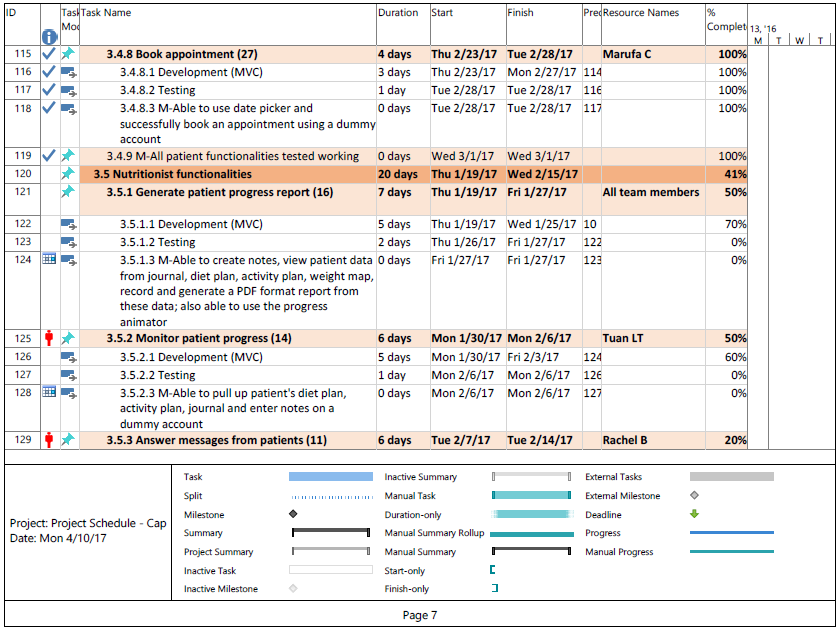 ID Task Mod Task Name Duration Start Finish Pred Resource Names % Complet 13, '16
M T W T
115 3.4.8 Book appointment (27) 4 days Thu 2/23/17 Tue 2/28/17 Marufa C 100%
116 3.4.8.1 Development (MVC) 3 days Thu 2/23/17 Mon 2/27/17 114 100%
117 3.4.8.2 Testing 1 day Tue 2/28/17 Tue 2/28/17 116 100%
118 3.4.8.3 M-Able to use date picker and 0 days Tue 2/28/17 Tue 2/28/17 117 100%
successfully book an appointment using a dummy
account
119 3.4.9 M-All patient functionalities tested working 0 days Wed 3/1/17 Wed 3/1/17 100%
120 3.5 Nutritionist functionalities 20 days Thu 1/19/17 Wed 2/15/17 41%
121 3.5.1 Generate patient progress report (16) 7 days Thu 1/19/17 Fri 1/27/17 All team members 50%
122 3.5.1.1 Development (MVC) 5 days Thu 1/19/17 Wed 1/25/17 10 70%
123 3.5.1.2 Testing 2 days Thu 1/26/17 Fri 1/27/17 122 0%
124 3.5.1.3 M-Able to create notes, view patient data 0 days Fri 1/27/17 Fri 1/27/17 123 0%
from journal, diet plan, activity plan, weight map,
record and generate a PDF format report from
these data; also able to use the progress
animator
125 3.5.2 Monitor patient progress (14) 6 days Mon 1/30/17 Mon 2/6/17 Tuan LT 50%
126 3.5.2.1 Development (MVC) 5 days Mon 1/30/17 Fri 2/3/17 124 60%
127 3.5.2.2 Testing 1 day Mon 2/6/17 Mon 2/6/17 126 0%
128 3.5.2.3 M-Able to pull up patient's diet plan, 0 days Mon 2/6/17 Mon 2/6/17 127 0%
activity plan, journal and enter notes on a
dummy account
129 3.5.3 Answer messages from patients (11) 6 days Tue 2/7/17 Tue 2/14/17 Rachel B 20%
Project: Project Schedule - Cap
Date: Mon 4/10/17
Task Inactive Summary External Tasks
Split Manual Task External Milestone
Milestone Duration-only Deadline
Summary Manual Summary Rollup Progress
Project Summary Manual Summary Manual Progress
Inactive Task Start-only
Inactive Milestone Finish-only
Page 7